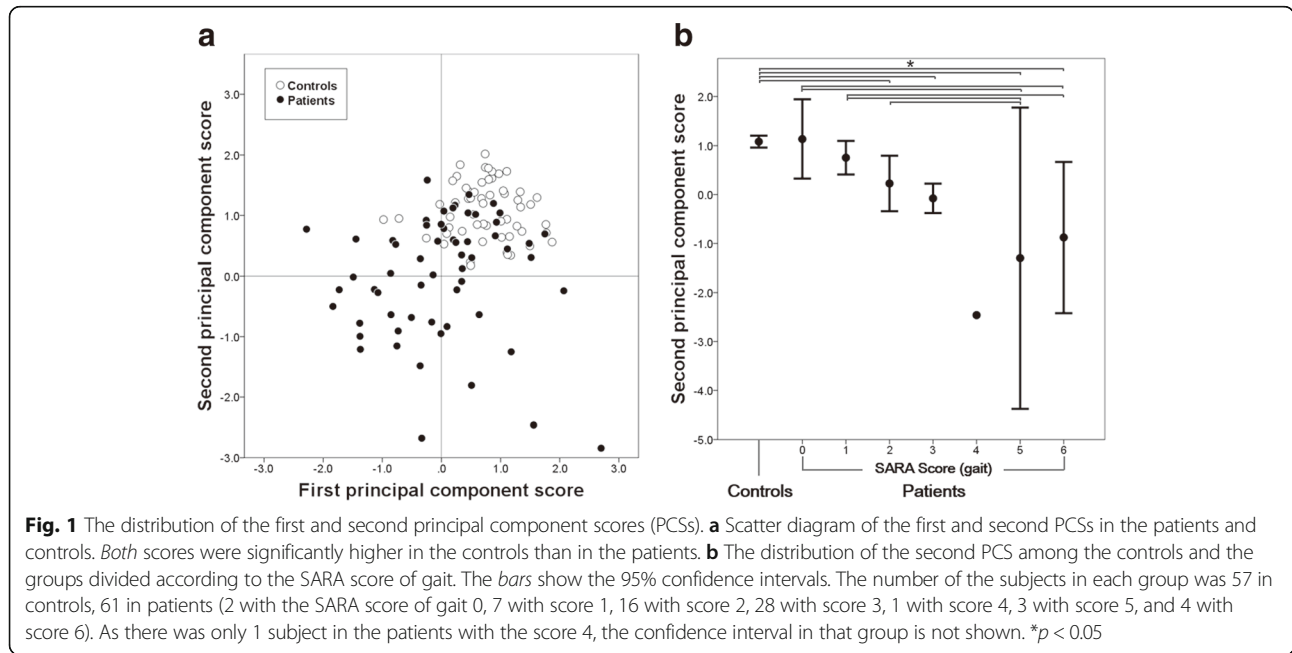 a
Controls
Patients
Second principal component score
3.0
2.0
1.0
0.0
-1.0
-2.0
-3.0
-3.0 -2.0 -1.0 .0 1.0 2.0 3.0
First principal component score
b
*
Second principal component score
2.0
1.0
0.0
-1.0
-2.0
-3.0
-4.0
-5.0
0 1 2 3 4 5 6
SARA Score (gait)
Controls Patients
Fig. 1 The distribution of the first and second principal component scores (PCSs). a Scatter diagram of the first and second PCSs in the patients and
controls. Both scores were significantly higher in the controls than in the patients. b The distribution of the second PCS among the controls and the
groups divided according to the SARA score of gait. The bars show the 95% confidence intervals. The number of the subjects in each group was 57 in
controls, 61 in patients (2 with the SARA score of gait 0, 7 with score 1, 16 with score 2, 28 with score 3, 1 with score 4, 3 with score 5, and 4 with
score 6). As there was only 1 subject in the patients with the score 4, the confidence interval in that group is not shown. *p < 0.05